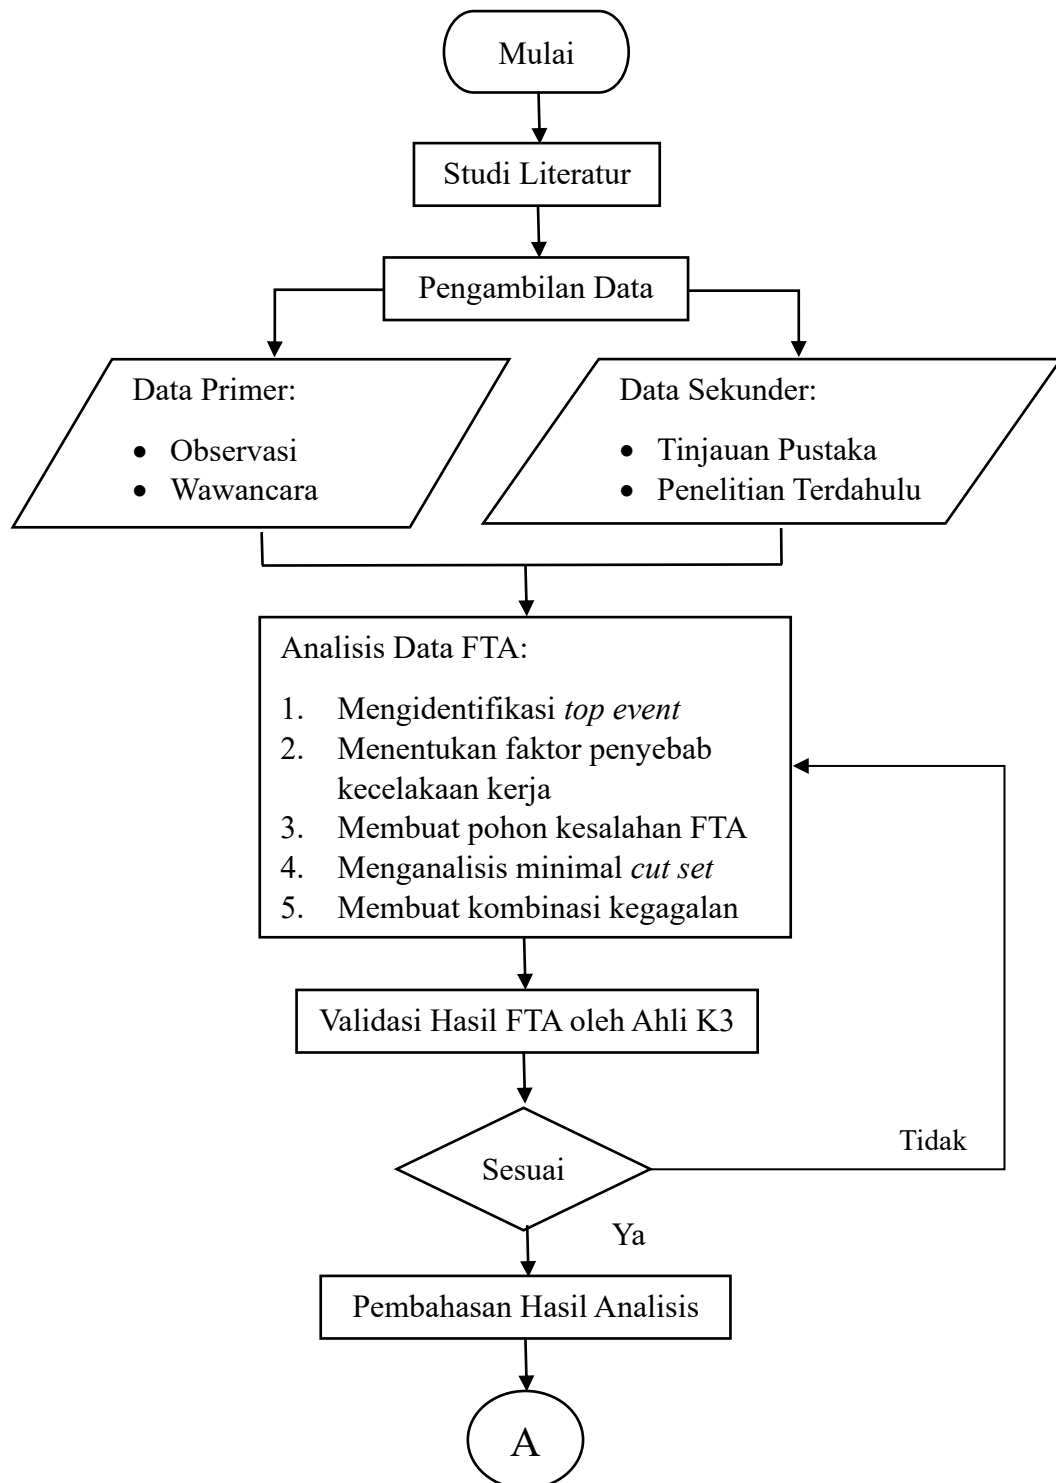 Mulai
Studi Literatur
Pengambilan Data
Data Primer:
• Observasi
• Wawancara
Data Sekunder:
• Tinjauan Pustaka
• Penelitian Terdahulu
Analisis Data FTA:
1. Mengidentifikasi top event
2. Menentukan faktor penyebab
kecelakaan kerja
3. Membuat pohon kesalahan FTA
4. Menganalisis minimal cut set
5. Membuat kombinasi kegagalan
Validasi Hasil FTA oleh Ahli K3
Sesuai
Tidak
Ya
Pembahasan Hasil Analisis
A